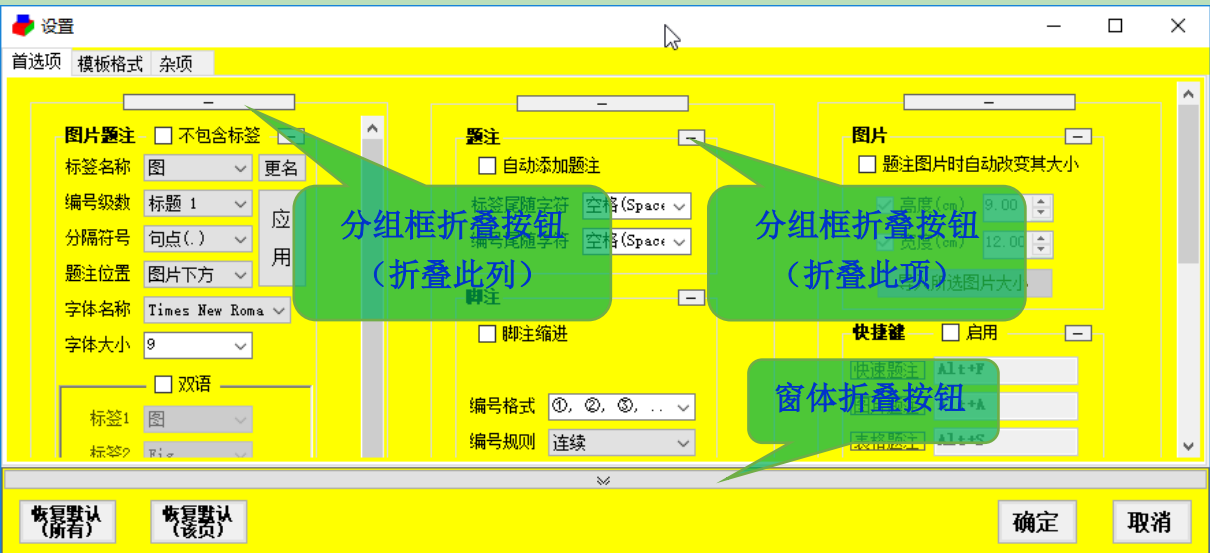 设置
首选项 模板格式 杂项
图片题注 不包含标签
标签名称 图 更名
编号级数 标题 1
应用
分隔符号 句点(.)
题注位置 图片下方
字体名称 Times New Roma
字体大小 9
双语
标签1 图
标签2 Fig
题注
自动添加题注
标签尾随字符 空格(Space
编号尾随字符 空格(Space
脚注
脚注缩进
编号格式 ①, ②, ③, ..
编号规则 连续
图片
题注图片时自动改变其大小
高度(cm) 9.00
宽度(cm) 12.00
所选图片大小
快捷键 启用
快速题注 Alt+F
+A
表格题注 Alt+S
分组框折叠按钮
（折叠此列）
分组框折叠按钮
（折叠此项）
窗体折叠按钮
恢复默认
(所有)
恢复默认
(该页)
确定 取消